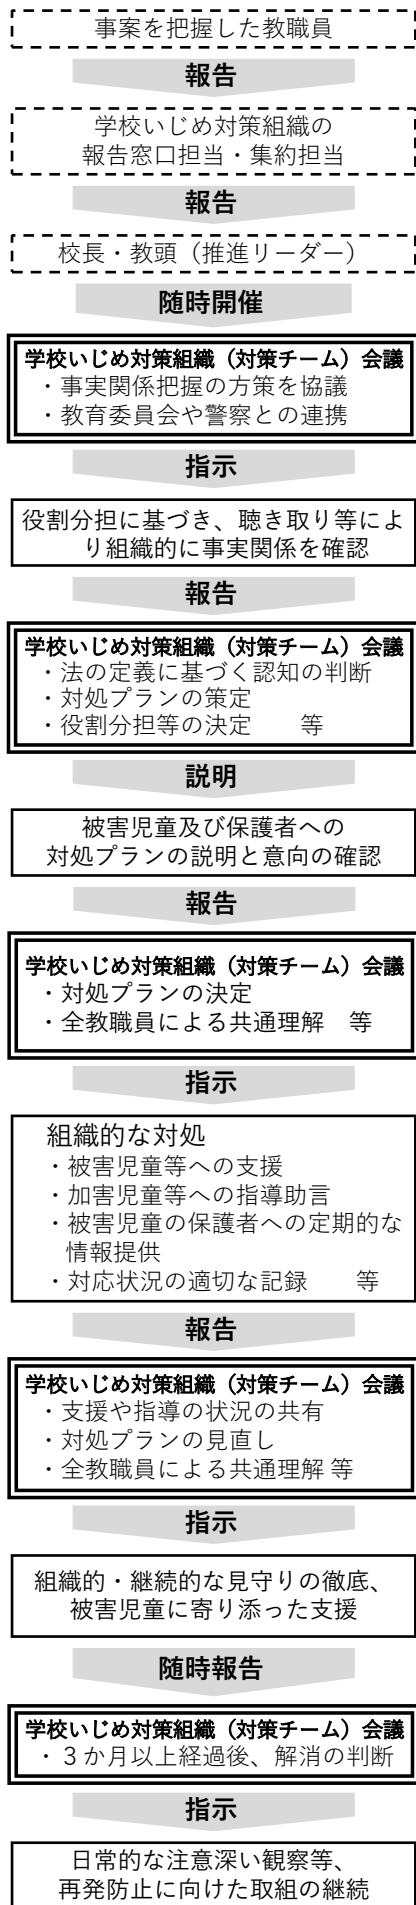 事案を把握した教職員
報告
学校いじめ対策組織の
報告窓口担当・集約担当
報告
校長・教頭（推進リーダー）
随時開催
学校いじめ対策組織（対策チーム）会議
・事実関係把握の方策を協議
・教育委員会や警察との連携
指示
役割分担に基づき、聴き取り等によ
り組織的に事実関係を確認
報告
学校いじめ対策組織（対策チーム）会議
・法の定義に基づく認知の判断
・対処プランの策定
・役割分担等の決定　　等
説明
被害児童及び保護者への
対処プランの説明と意向の確認
報告
学校いじめ対策組織（対策チーム）会議
・対処プランの決定
・全教職員による共通理解　等
指示
組織的な対処
・被害児童等への支援
・加害児童等への指導助言
・被害児童の保護者への定期的な
情報提供
・対応状況の適切な記録　　等
報告
学校いじめ対策組織（対策チーム）会議
・支援や指導の状況の共有
・対処プランの見直し
・全教職員による共通理解 等
指示
組織的・継続的な見守りの徹底、
被害児童に寄り添った支援
随時報告
学校いじめ対策組織（対策チーム）会議
・３か月以上経過後、解消の判断
指示
日常的な注意深い観察等、
再発防止に向けた取組の継続